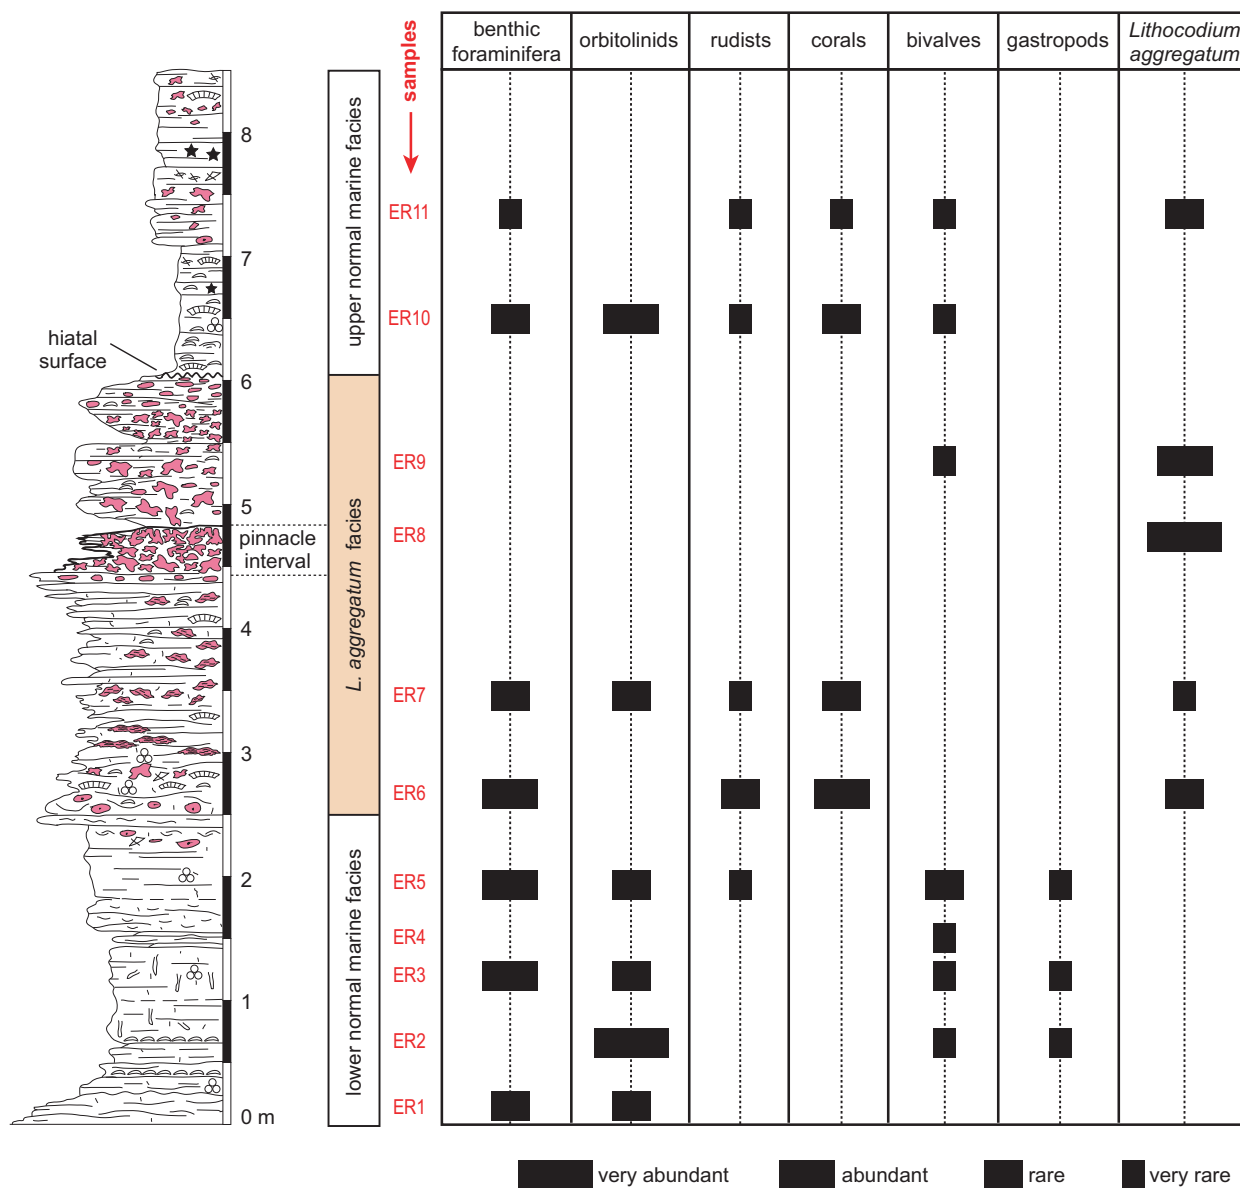 benthic
foraminifera
orbitolinids
rudists
corals
bivalves
gastropods
Lithocodium
aggregatum
samples
8
7
6
5
4
3
2
1
0 m
hiatal
surface
pinnacle
interval
upper normal marine facies
L. aggregatum facies
lower normal marine facies
ER11
ER10
ER9
ER8
ER7
ER6
ER5
ER4
ER3
ER2
ER1
very abundant
abundant
rare
very rare